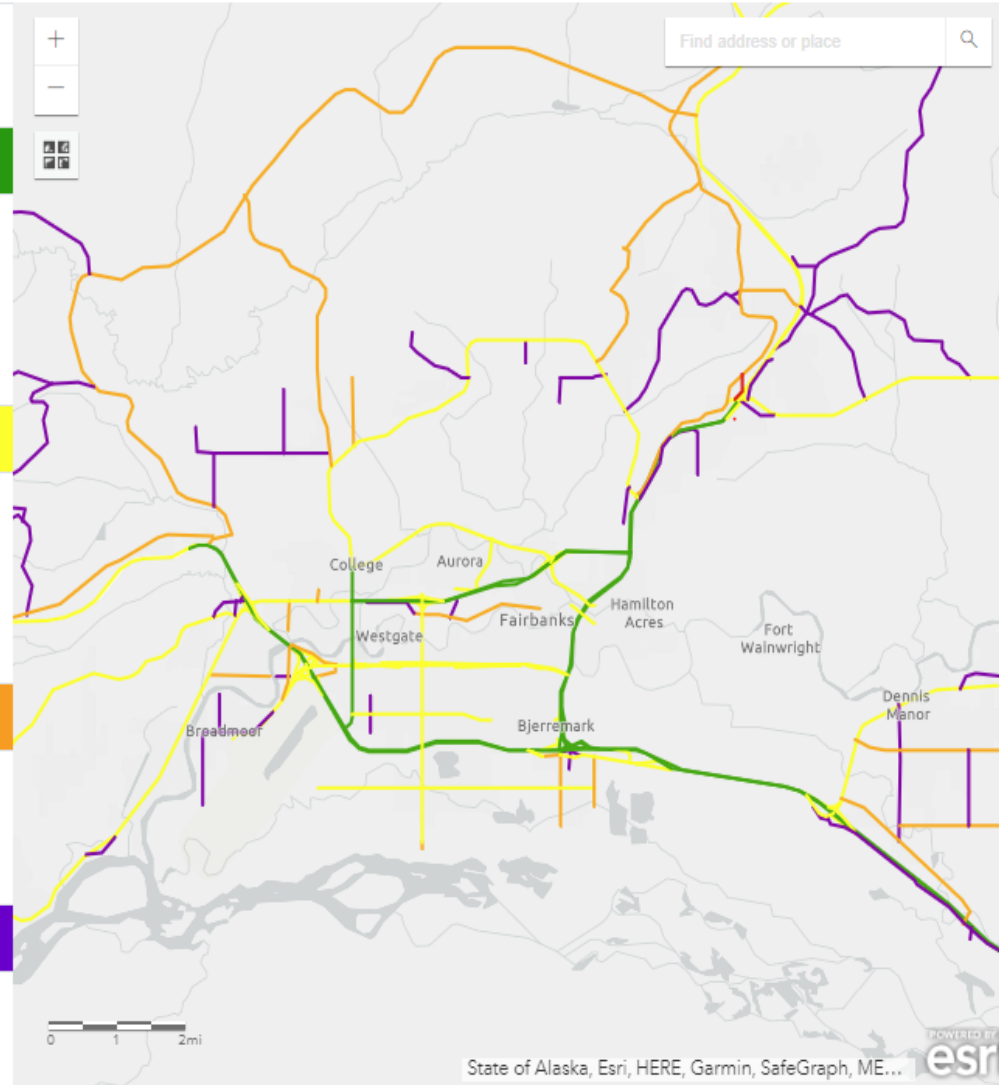 +
Find address or place
−
College
Aurora
Hamilton
Acres
Fairbanks
Westgate
Fort
Wainwright
Dennis
Manor
Broadmoor
Bjerremark
0 1 2mi
POWERED BY
esri
State of Alaska, Esri, HERE, Garmin, SafeGraph, ME...